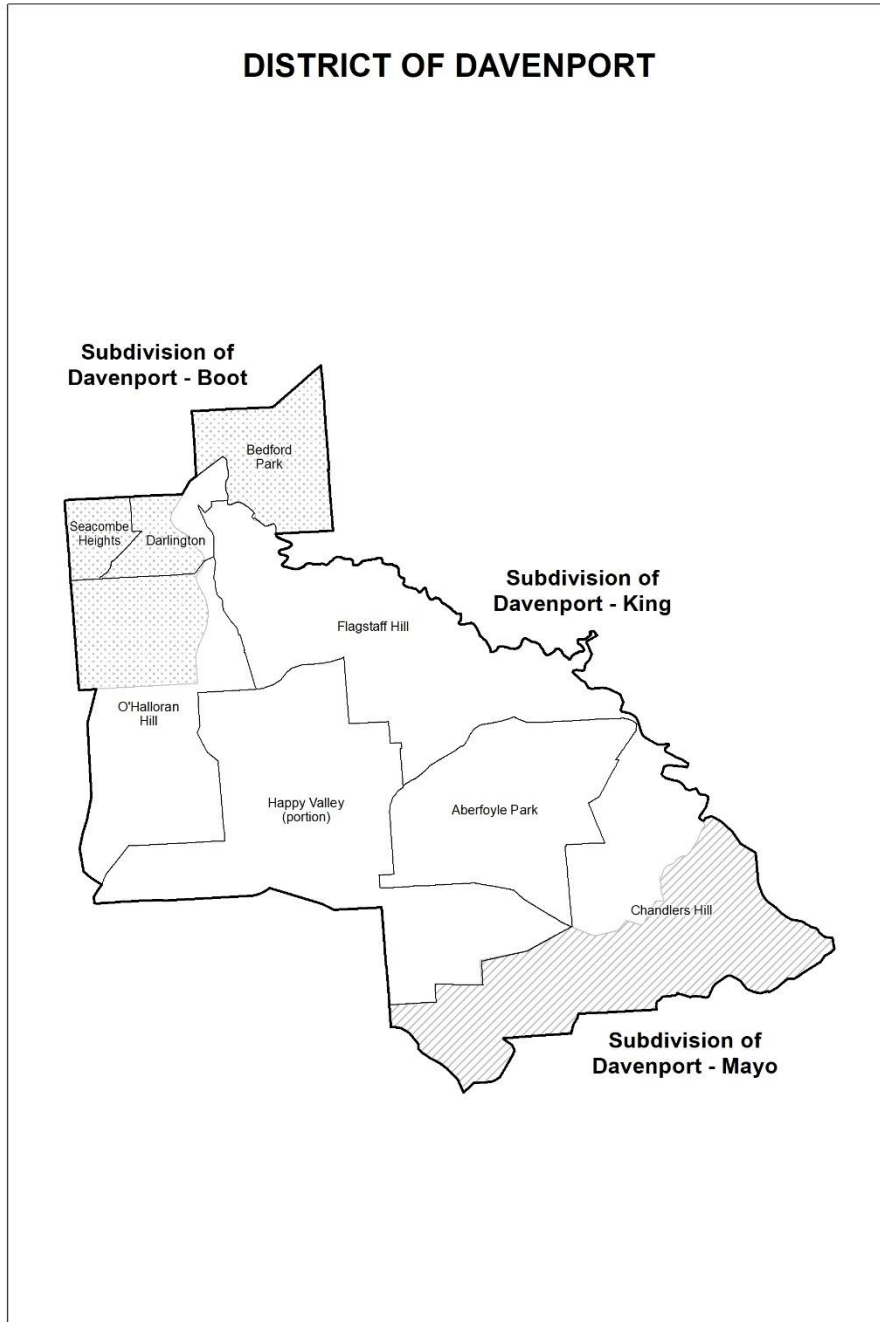 DISTRICT OF DAVENPORT
Subdivision of
Davenport - Boot
Bedford
Park
Seacombe
Heights
Darlington
Subdivision of
Davenport - King
Flagstaff Hill
O'Halloran
Hill
Happy Valley
(portion)
Aberfoyle Park
Chandlers Hill
Subdivision of
Davenport - Mayo